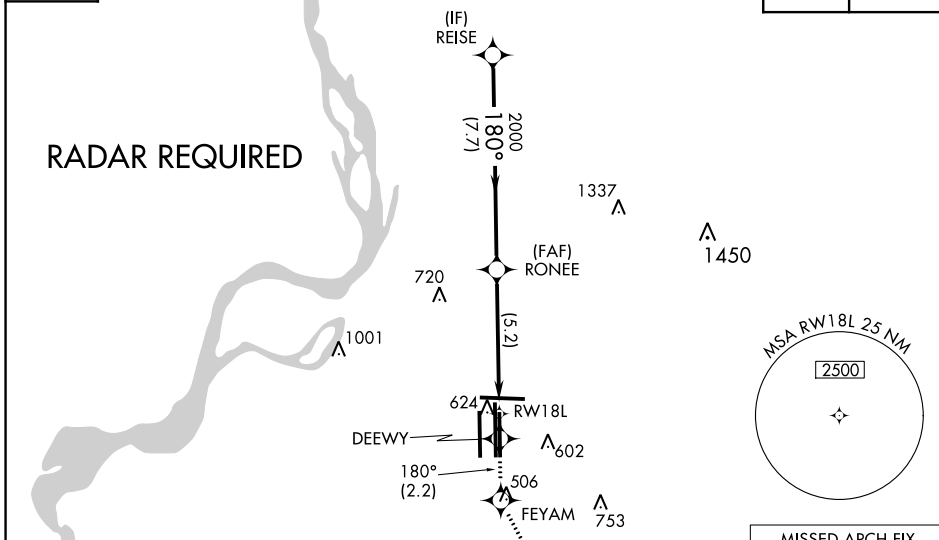 (IF)
REISE
RADAR REQUIRED
2000
180°
(7.7)
1337
1450
(FAF)
RONEE
720
(5.2)
1001
MSA RW18L 25 NM
2500
624
RW18L
DEEWY
602
180°
(2.2)
506
FEYAM
753
MISSED APCH FIX